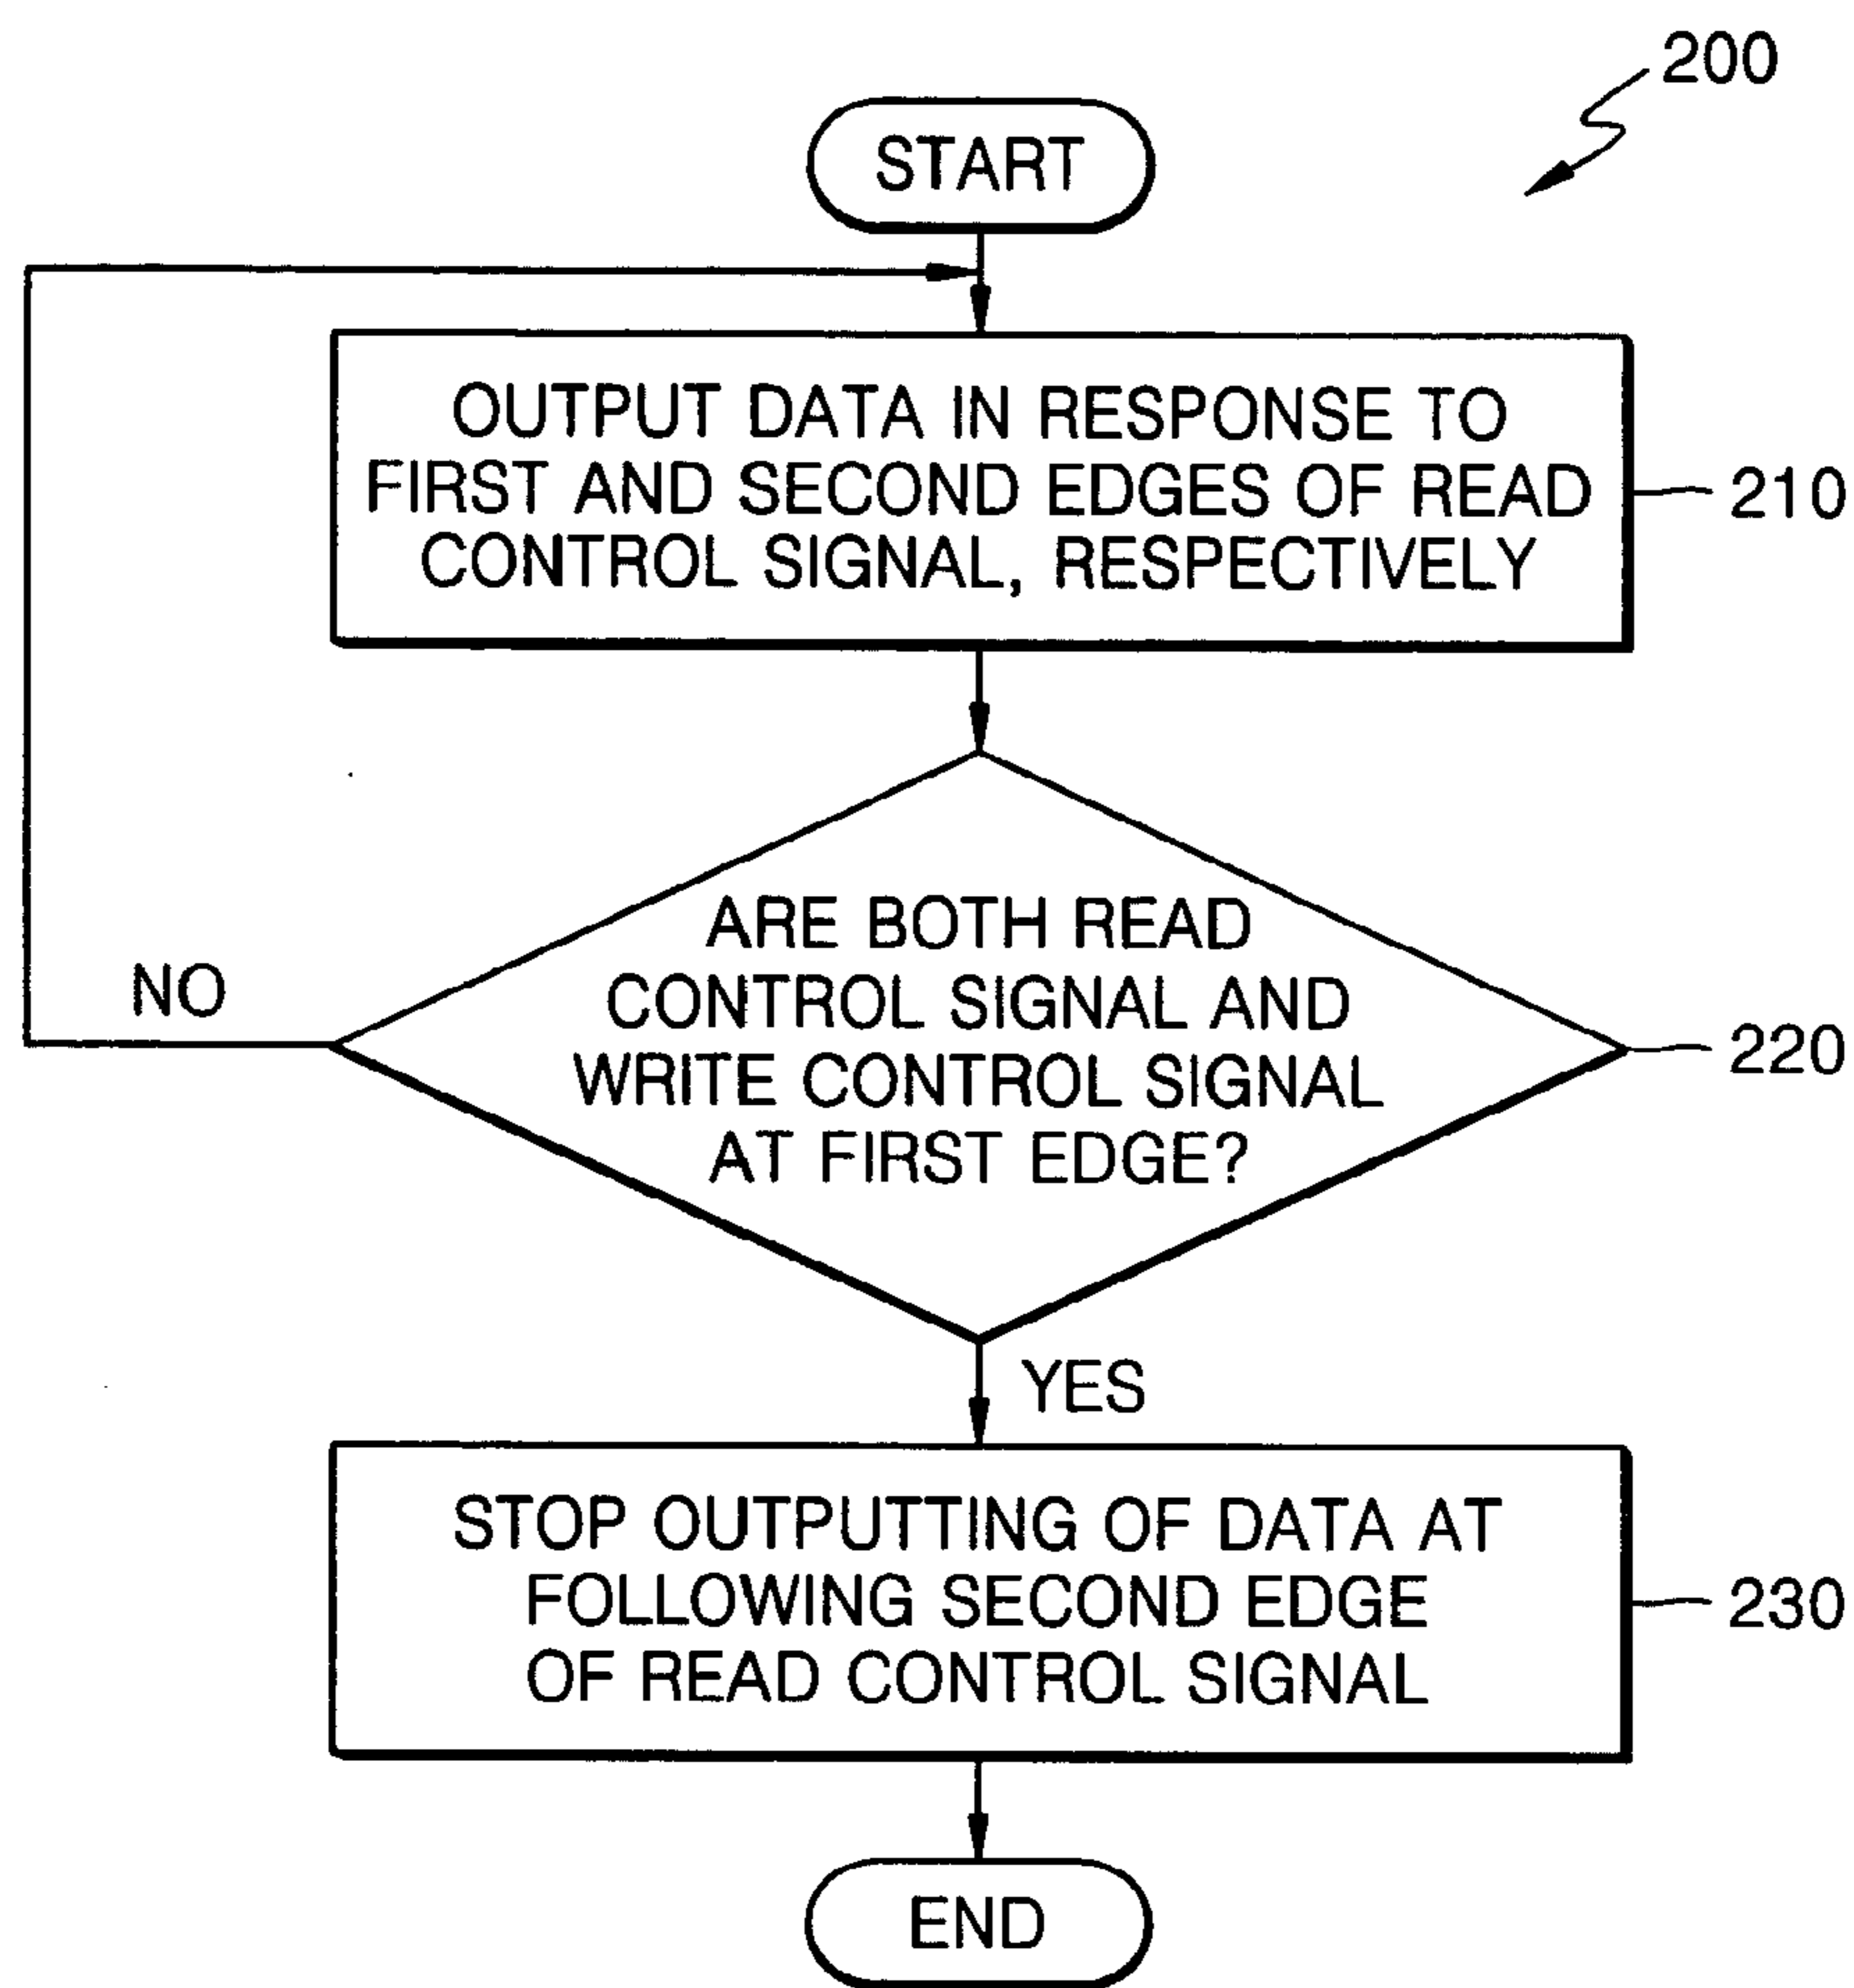 200
START
OUTPUT DATA IN RESPONSE TO
FIRST AND SECOND EDGES OF READ
CONTROL SIGNAL, RESPECTIVELY
210
ARE BOTH READ
CONTROL SIGNAL AND
WRITE CONTROL SIGNAL
AT FIRST EDGE?
NO
220
YES
STOP OUTPUTTING OF DATA AT
FOLLOWING SECOND EDGE
OF READ CONTROL SIGNAL
230
END